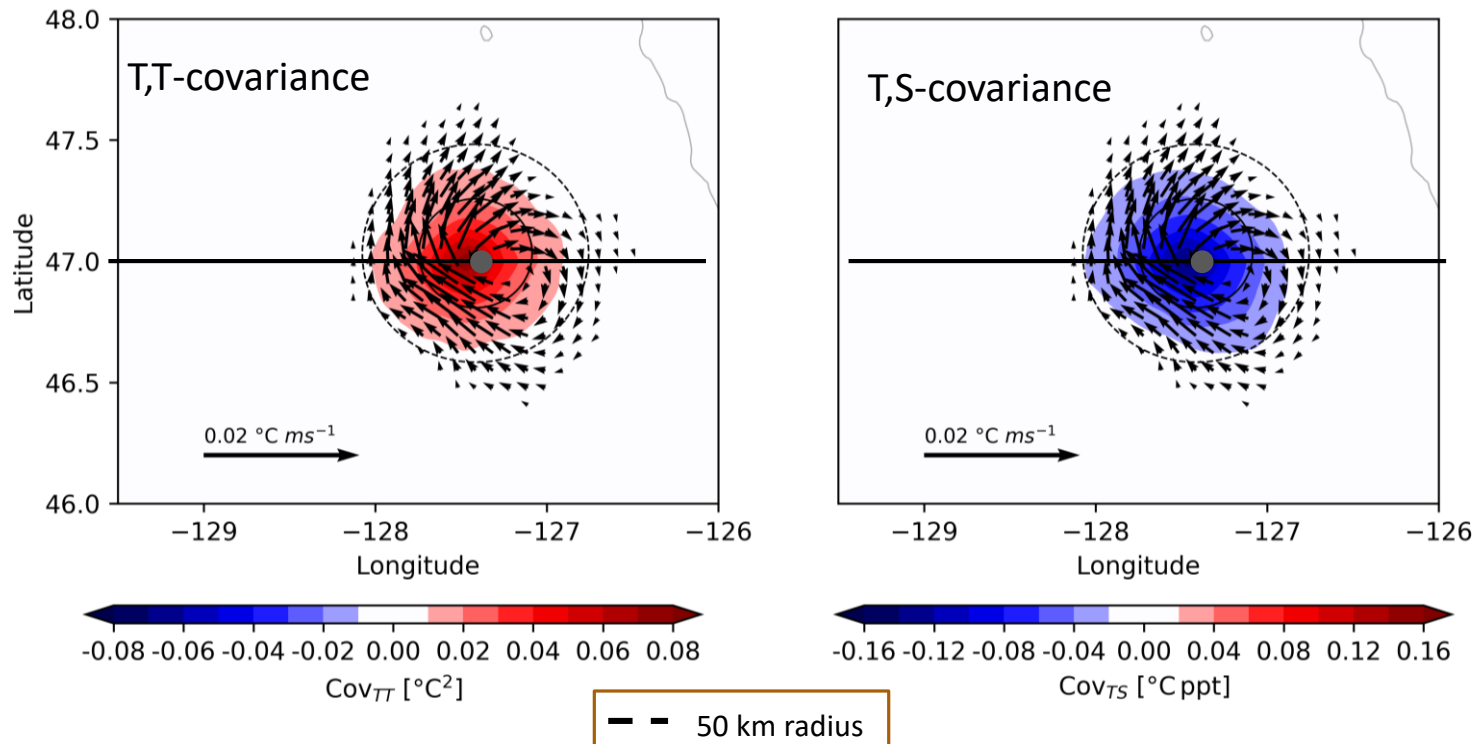 T,T-covariance
T,S-covariance
48.0
47.5
47.0
46.5
46.0
Latitude
0.02 °C ms⁻¹
0.02 °C ms⁻¹
−129 −128 −127 −126
−129 −128 −127 −126
Longitude
Longitude
-0.08 -0.06 -0.04 -0.02 0.00 0.02 0.04 0.06 0.08
-0.16 -0.12 -0.08 -0.04 0.00 0.04 0.08 0.12 0.16
Cov_TT [°C²]
Cov_TS [°C ppt]
50 km radius